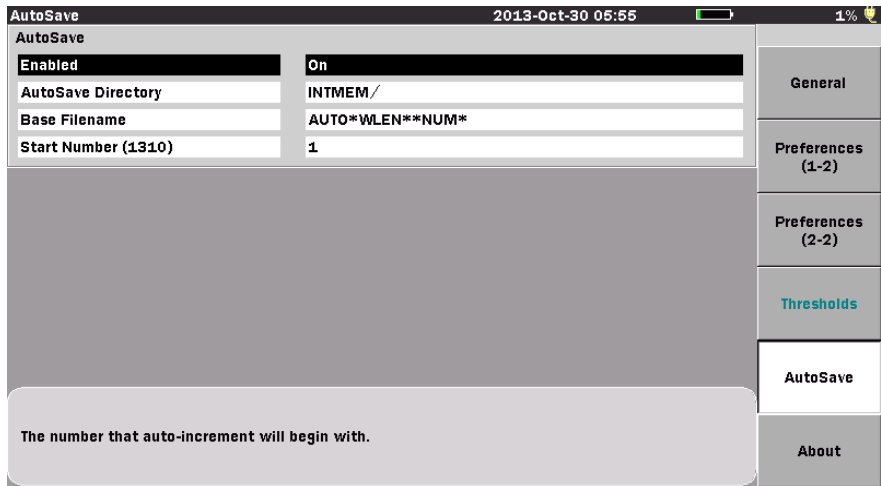 AutoSave 2013-Oct-30 05:55 1%
AutoSave
Enabled On
AutoSave Directory INTMEM/
Base Filename AUTO*WLEN**NUM*
Start Number (1310) 1
The number that auto-increment will begin with.
General
Preferences
(1-2)
Preferences
(2-2)
Thresholds
AutoSave
About